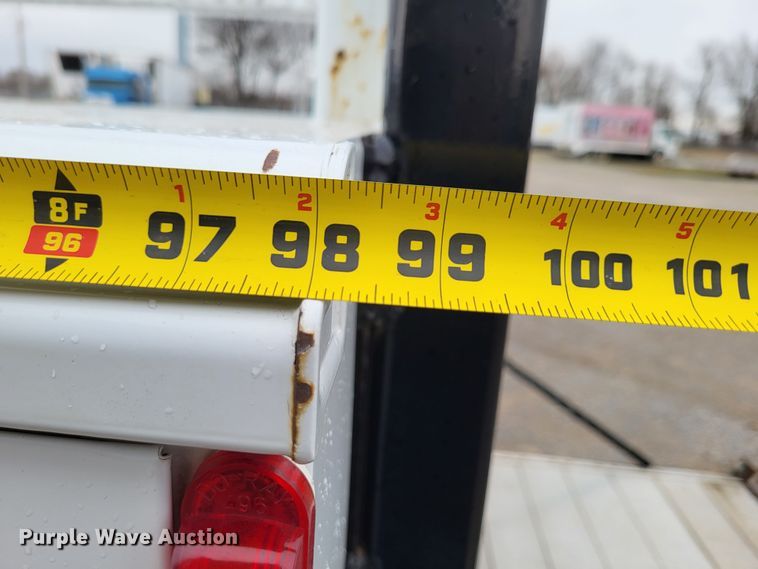 1 2 3 4 5
8F 97 98 99 100 101
96
Purple Wave Auction